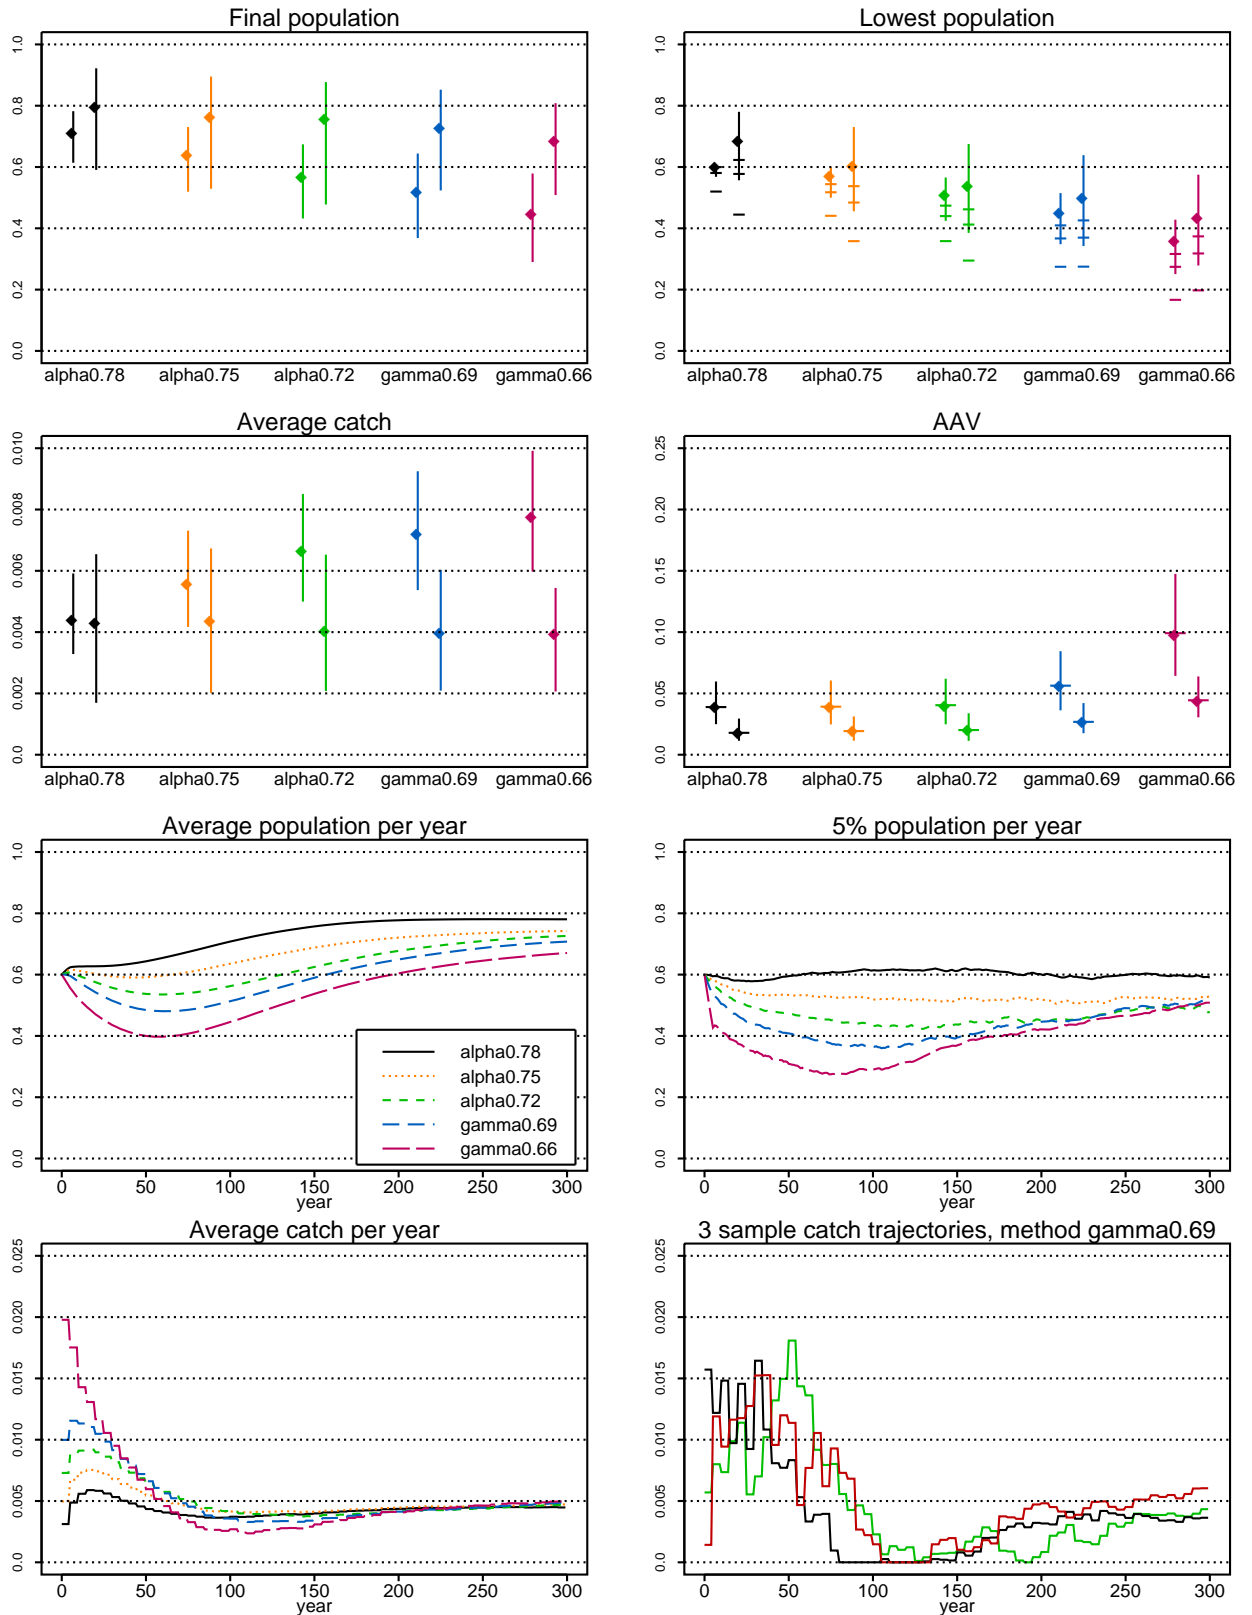 Final population
1.0
0.8
0.6
0.4
0.2
0.0
alpha0.78 alpha0.75 alpha0.72 gamma0.69 gamma0.66
Lowest population
1.0
0.8
0.6
0.4
0.2
0.0
alpha0.78 alpha0.75 alpha0.72 gamma0.69 gamma0.66
Average catch
0.010
0.008
0.006
0.004
0.002
0.0
alpha0.78 alpha0.75 alpha0.72 gamma0.69 gamma0.66
AAV
0.25
0.20
0.15
0.10
0.05
0.0
alpha0.78 alpha0.75 alpha0.72 gamma0.69 gamma0.66
Average population per year
1.0
0.8
0.6
0.4
0.2
0.0
alpha0.78
alpha0.75
alpha0.72
gamma0.69
gamma0.66
0 50 100 150 200 250 300
year
5% population per year
1.0
0.8
0.6
0.4
0.2
0.0
0 50 100 150 200 250 300
year
Average catch per year
0.025
0.020
0.015
0.010
0.005
0.0
0 50 100 150 200 250 300
year
3 sample catch trajectories, method gamma0.69
0.025
0.020
0.015
0.010
0.005
0.0
0 50 100 150 200 250 300
year